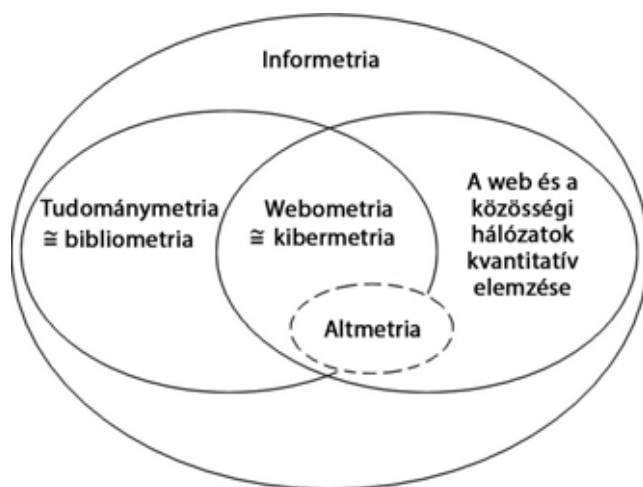 Informetria
Tudománymetria
≅ bibliometria
Webometria
≅ kibermetria
A web és a
közösségi
hálózatok
kvantitatív
elemzése
Altmetria